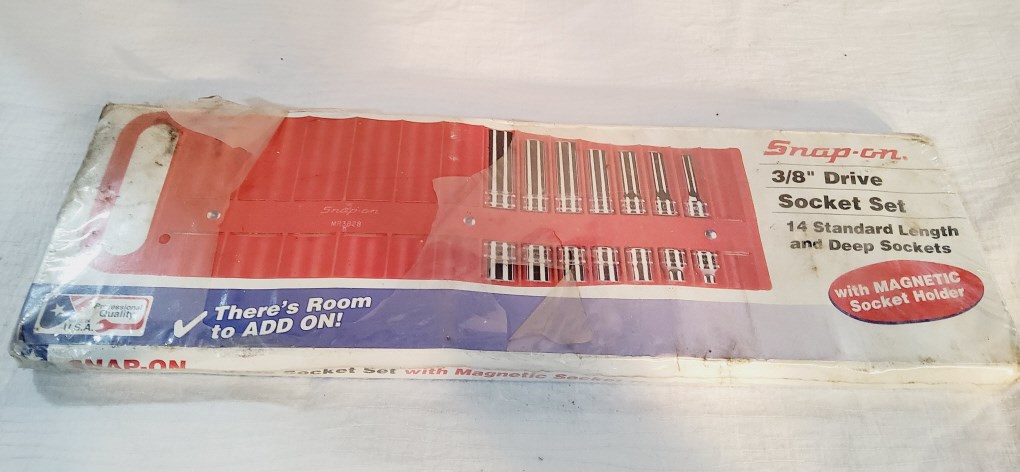 Snap-on.
3/8" Drive
Socket Set
14 Standard Length
and Deep Sockets
with MAGNETIC
Socket Holder
Snap-on
Professional
Quality
U.S.A.
There's Room
to ADD ON!
SNAP-ON
Socket Set with Magnetic Socket